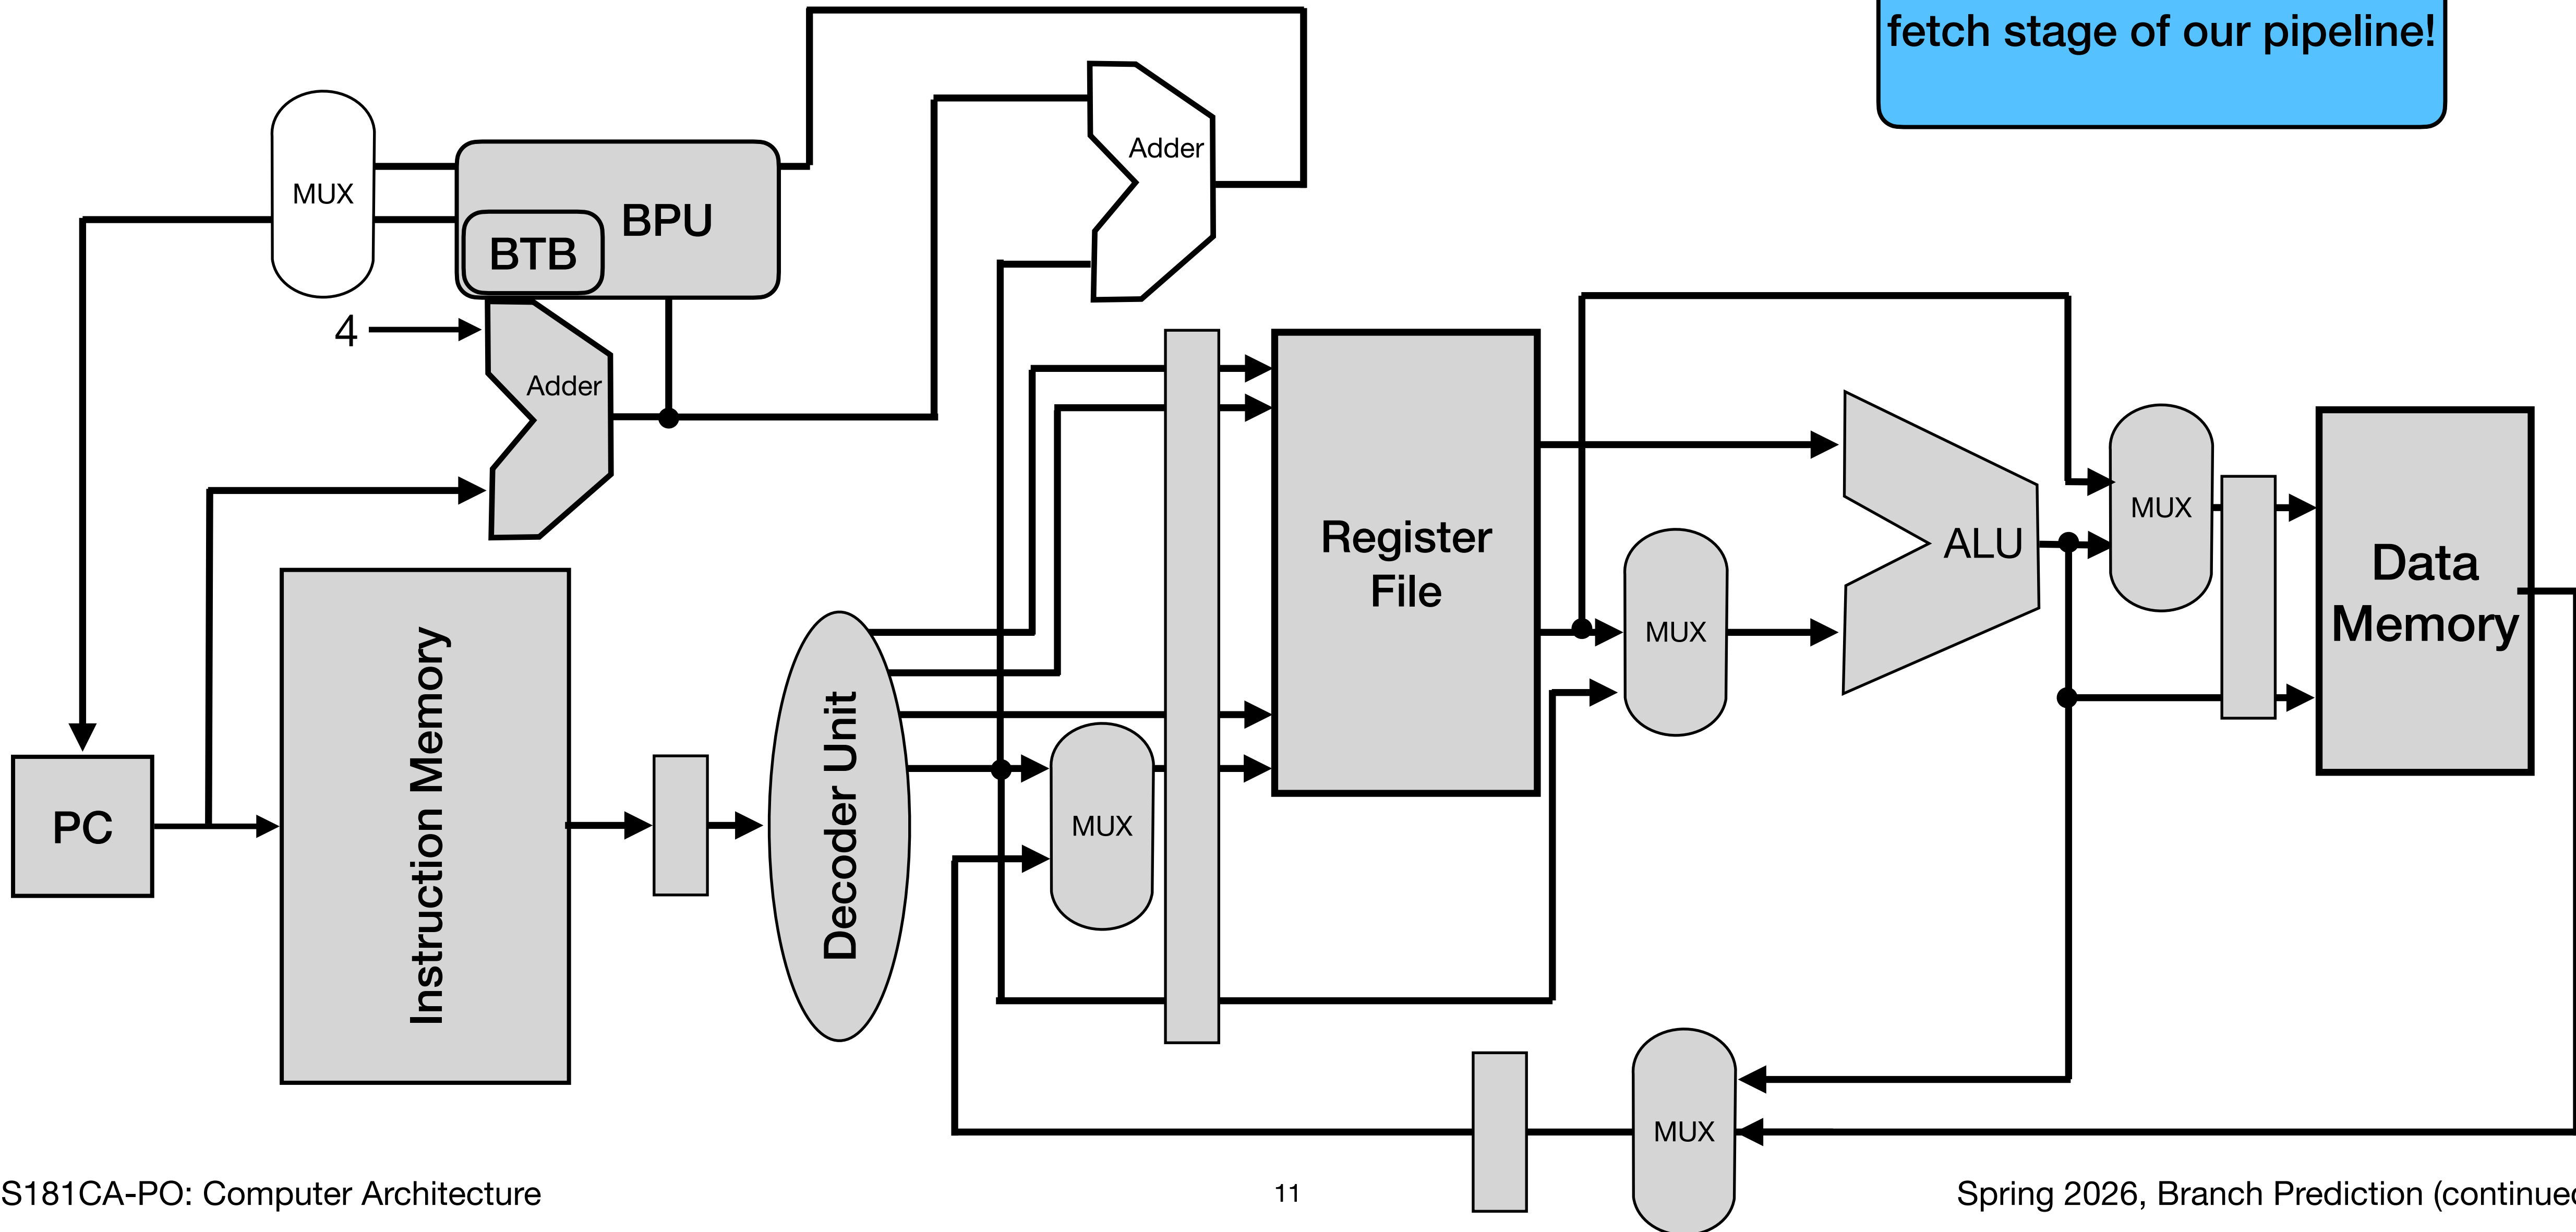 fetch stage of our pipeline!
Adder
MUX
BPU
BTB
4
Adder
MUX
ALU
Register
File
Data
Memory
MUX
Instruction Memory
Decoder Unit
MUX
PC
MUX
S181CA-PO: Computer Architecture
11
Spring 2026, Branch Prediction (continued